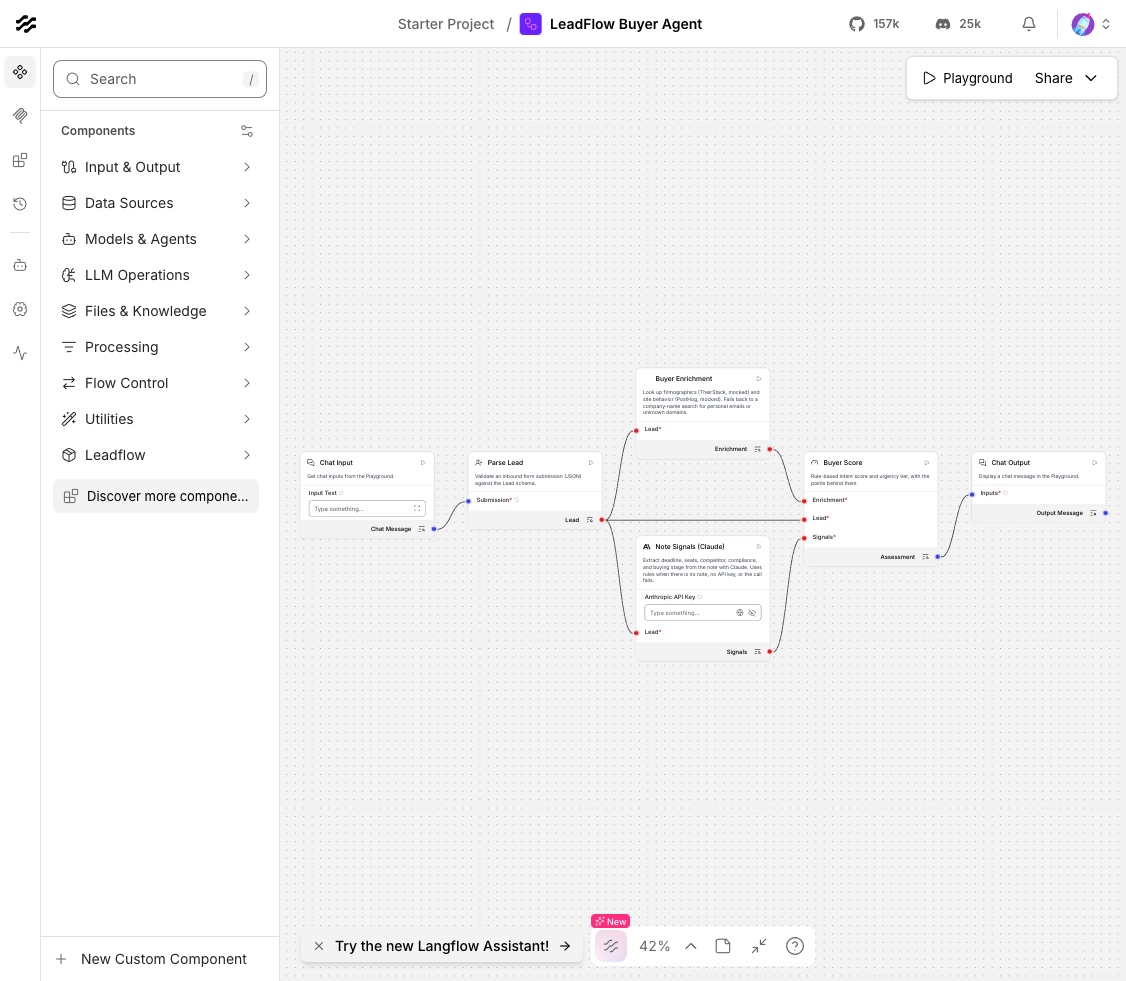 Starter Project / LeadFlow Buyer Agent
157k
25k
Search /
Playground
Share
Components
Input & Output
Data Sources
Models & Agents
LLM Operations
Files & Knowledge
Processing
Flow Control
Utilities
Leadflow
Discover more compone...
New Custom Component
Chat Input
Get chat inputs from the Playground.
Input Text
Type something...
Chat Message
Parse Lead
Validate an inbound form submission (JSON)
against the Lead schema.
Submission*
Lead
Buyer Enrichment
Look up firmographics (TheirStack, mocked) and
site behavior (PostHog, mocked). Falls back to a
company-name search for personal emails or
unknown domains.
Lead*
Enrichment
Note Signals (Claude)
Extract deadline, seats, competitor, compliance,
and buying stage from the note with Claude. Uses
rules when there is no note, no API key, or the call
fails.
Anthropic API Key
Type something...
Lead*
Signals
Buyer Score
Rule-based intent score and urgency tier, with the
points behind them.
Enrichment*
Lead*
Signals*
Assessment
Chat Output
Display a chat message in the Playground.
Inputs*
Output Message
New
Try the new Langflow Assistant!
42%